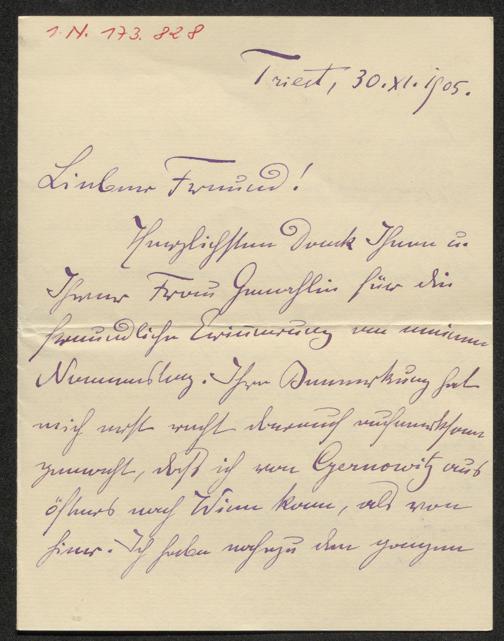 I. N. 173.828
Triest, 30. XI. 1905.
Lieber Freund!
Herzlichsten Dank Ihnen u.
Ihrer Frau Gemahlin für die
freundliche Erinnerung an meinen
Namenstag. Ihre Bemerkung hat
mich erst recht darauf aufmerksam
gemacht, daß ich von Czernowitz aus
öfters nach Wien kam, als von
hier. Ich habe nahezu den ganzen